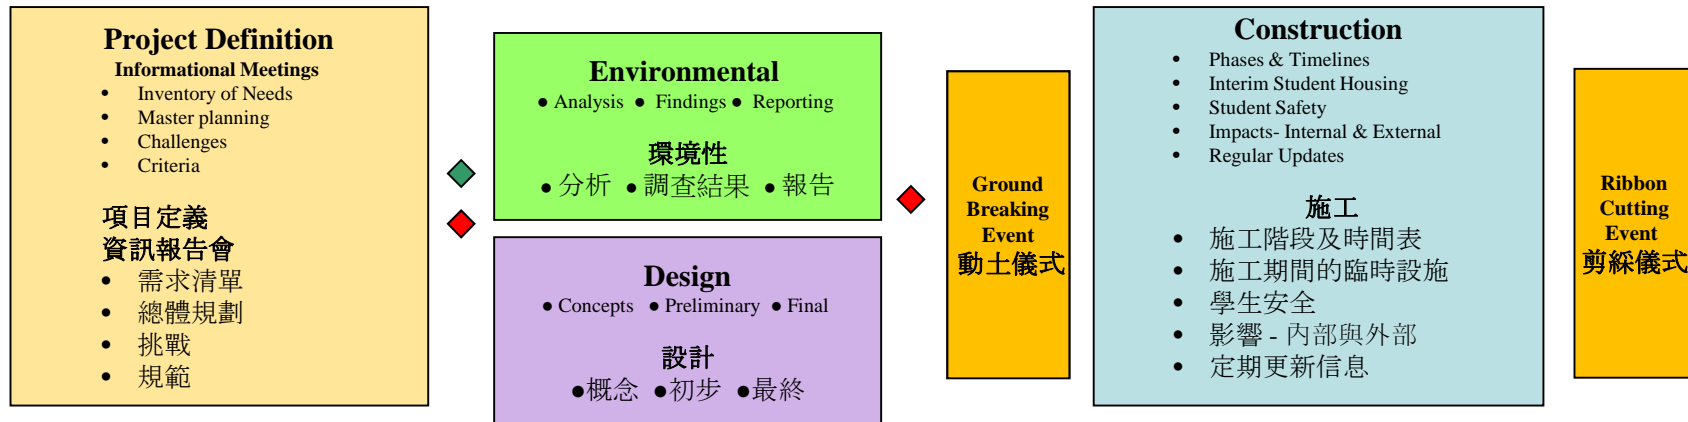 Project Definition
Informational Meetings
• Inventory of Needs
• Master planning
• Challenges
• Criteria
項目定義
資訊報告會
• 需求清單
• 總體規劃
• 挑戰
• 規範
Environmental
● Analysis ● Findings ● Reporting
環境性
● 分析 ● 調查結果 ● 報告
Design
● Concepts ● Preliminary ● Final
設計
●概念 ●初步 ●最終
Ground
Breaking
Event
動土儀式
Construction
• Phases & Timelines
• Interim Student Housing
• Student Safety
• Impacts- Internal & External
• Regular Updates
施工
• 施工階段及時間表
• 施工期間的臨時設施
• 學生安全
• 影響 - 內部與外部
• 定期更新信息
Ribbon
Cutting
Event
剪綵儀式